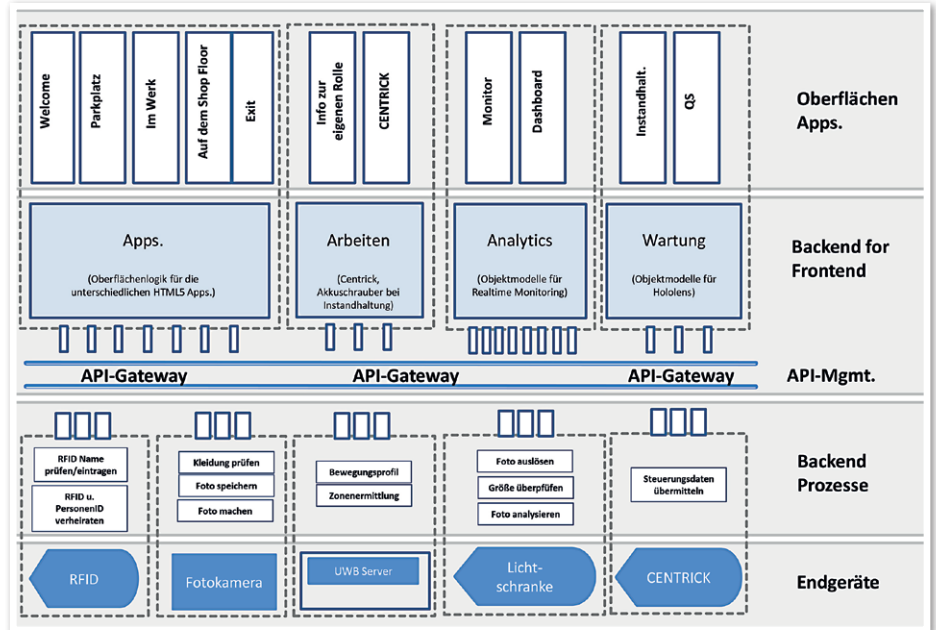 Welcome
Parkplatz
Im Werk
Auf dem Shop Floor
Exit
Info zur
eigenen Rolle
CENTRICK
Monitor
Dashboard
Instandhalt.
QS
Oberflächen
Apps.
Apps.
(Oberflächenlogik für die
unterschiedlichen HTML5 Apps.)
Arbeiten
(Centrick,
Akkuschrauber bei
Instandhaltung)
Analytics
(Objektmodelle für
Realtime Monitoring)
Wartung
(Objektmodelle für
Hololens)
Backend for
Frontend
API-Gateway
API-Gateway
API-Gateway
API-Mgmt.
RFID Name
prüfen/eintragen
RFID u.
PersonenID
verheiraten
Kleidung prüfen
Foto speichern
Foto machen
Bewegungsprofil
Zonenermittlung
Foto auslösen
Größe überpfüfen
Foto analysieren
Steuerungsdaten
übermitteln
Backend
Prozesse
RFID
Fotokamera
UWB Server
Licht-
schranke
CENTRICK
Endgeräte